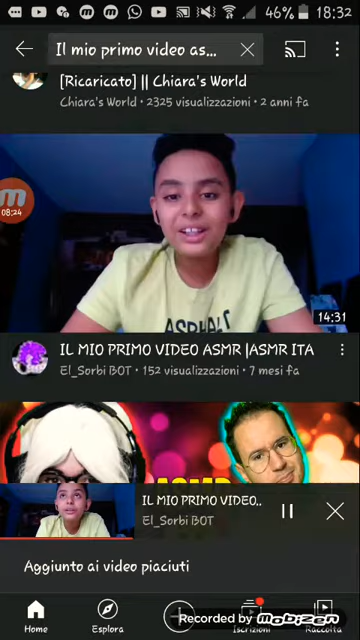 46% 18:32
Il mio primo video as...
[Ricaricato] || Chiara's World
Chiara's World • 2325 visualizzazioni • 2 anni fa
08:24
ASPHALT
14:31
IL MIO PRIMO VIDEO ASMR |ASMR ITA
El_Sorbi BOT • 152 visualizzazioni • 7 mesi fa
ASMR
IL MIO PRIMO VIDEO..
El_Sorbi BOT
Aggiunto ai video piaciuti
Home Esplora Iscrizioni Raccolta
Recorded by mobizen